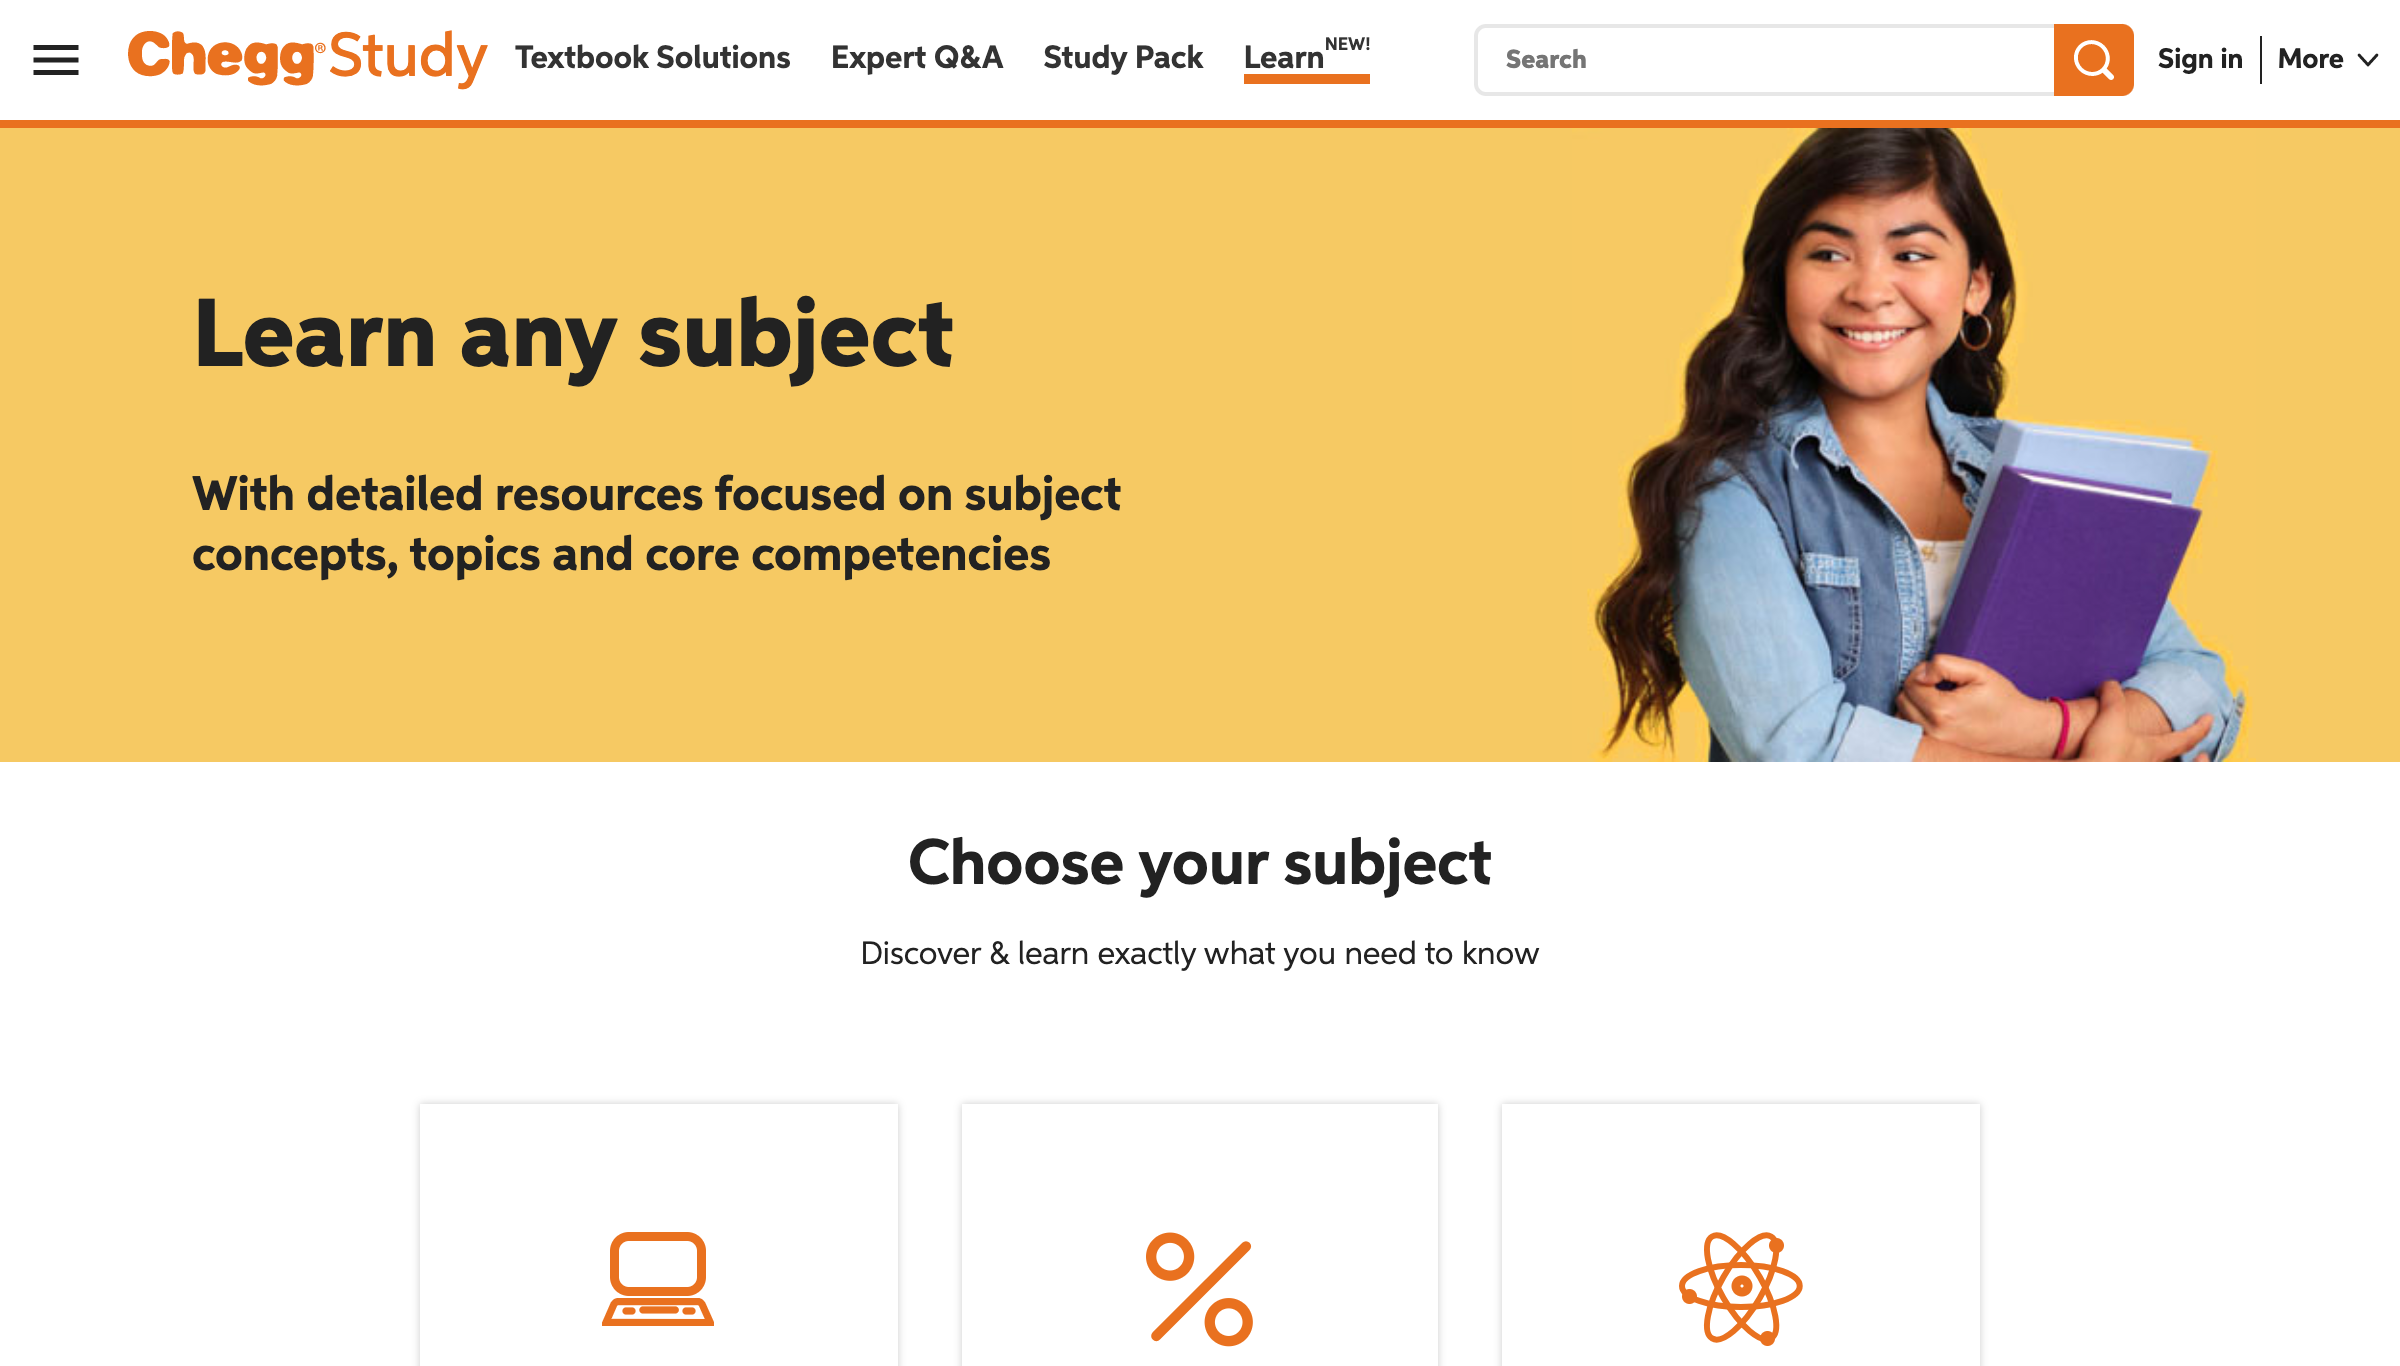 Chegg® Study
Textbook Solutions
Expert Q&A
Study Pack
Learn NEW!
Search
Sign in
More
Learn any subject
With detailed resources focused on subject
concepts, topics and core competencies
Choose your subject
Discover & learn exactly what you need to know